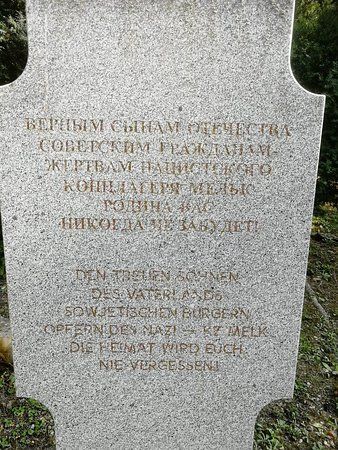 ВЕРНЫМ СЫНАМ ОТЕЧЕСТВА
СОВЕТСКИМ ГРАЖДАНАМ-
ЖЕРТВАМ НАЦИСТСКОГО
КОНЦЛАГЕРЯ МЕЛЬК
РОДИНА ВАС
НИКОГДА НЕ ЗАБУДЕТ!
DEN TREUEN SÖHNEN
DES VATERLANDS
SOWJETISCHEN BÜRGERN
OPFERN DES NAZI – KZ MELK
DIE HEIMAT WIRD EUCH
NIE VERGESSEN!